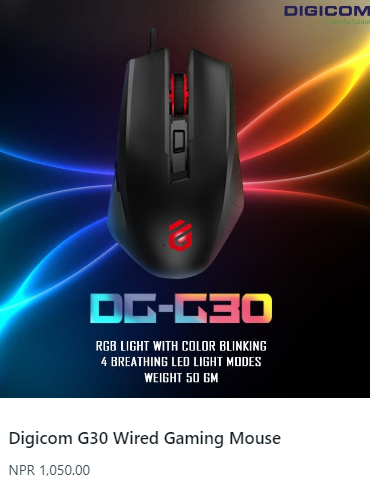 DIGICOM
DG-G30
RGB LIGHT WITH COLOR BLINKING
4 BREATHING LED LIGHT MODES
WEIGHT 50 GM
Digicom G30 Wired Gaming Mouse
NPR 1,050.00